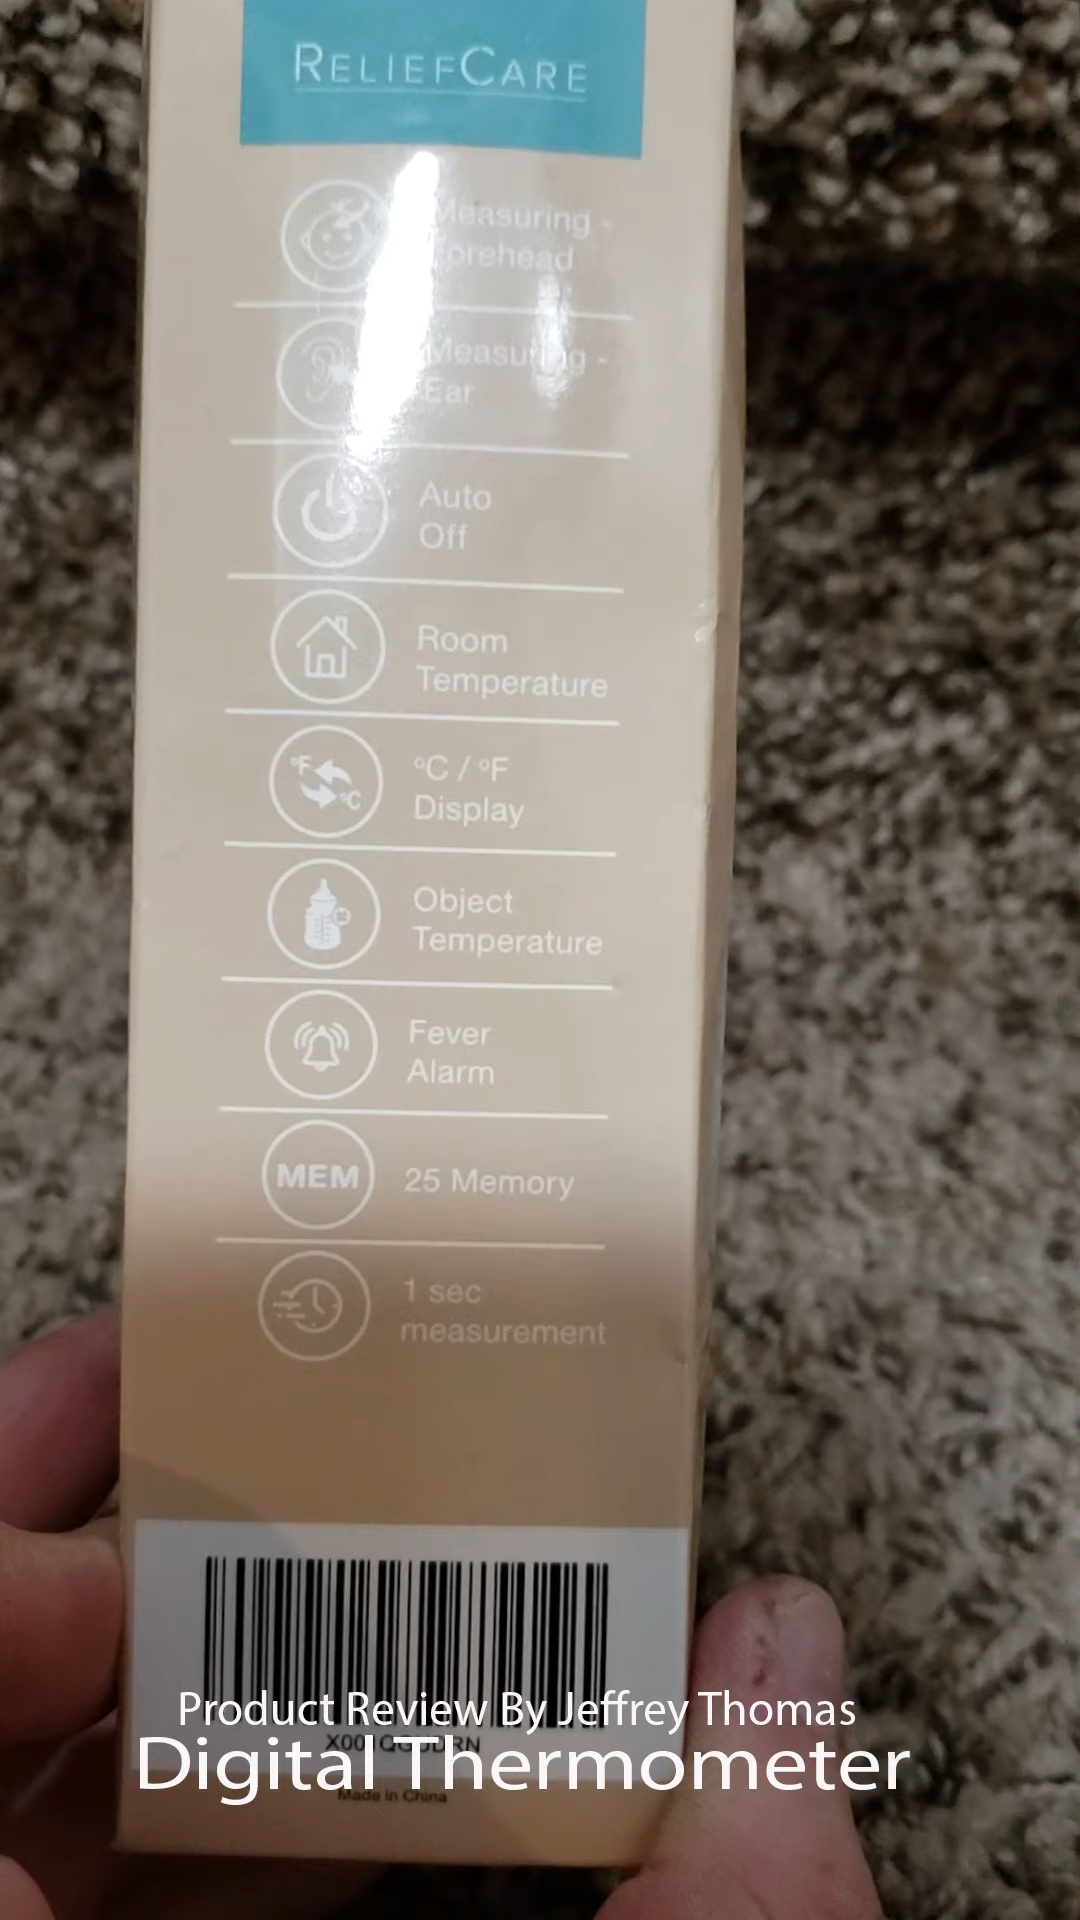 RELIEFCARE
Measuring -
Forehead
Measuring -
Ear
Auto
Off
Room
Temperature
°F
°C
°C / °F
Display
Object
Temperature
Fever
Alarm
MEM
25 Memory
1 sec
measurement
Product Review By Jeffrey Thomas
Digital Thermometer
Made in China